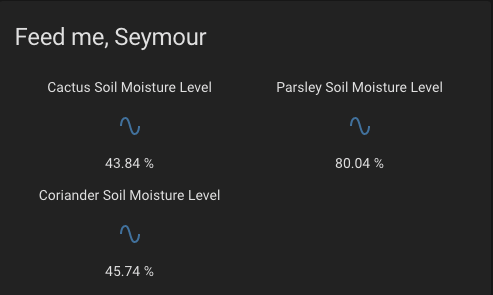 Feed me, Seymour
Cactus Soil Moisture Level
Parsley Soil Moisture Level
43.84 %
80.04 %
Coriander Soil Moisture Level
45.74 %